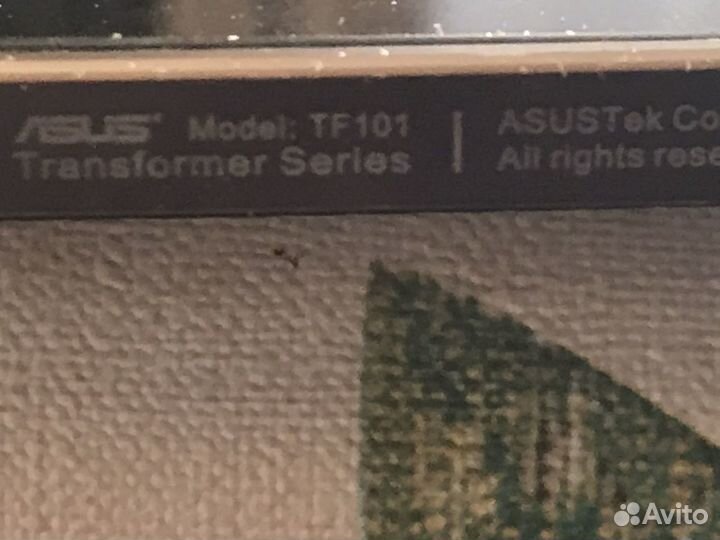 ASUS Model: TF101
Transformer Series
ASUSTek Co
All rights rese
Avito